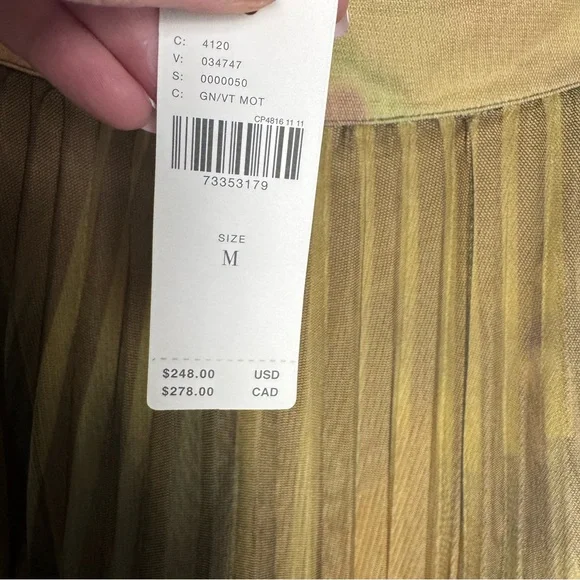 C: 4120
V: 034747
S: 0000050
C: GN/VT MOT
CP4816 11 11
73353179
SIZE
M
$248.00 USD
$278.00 CAD